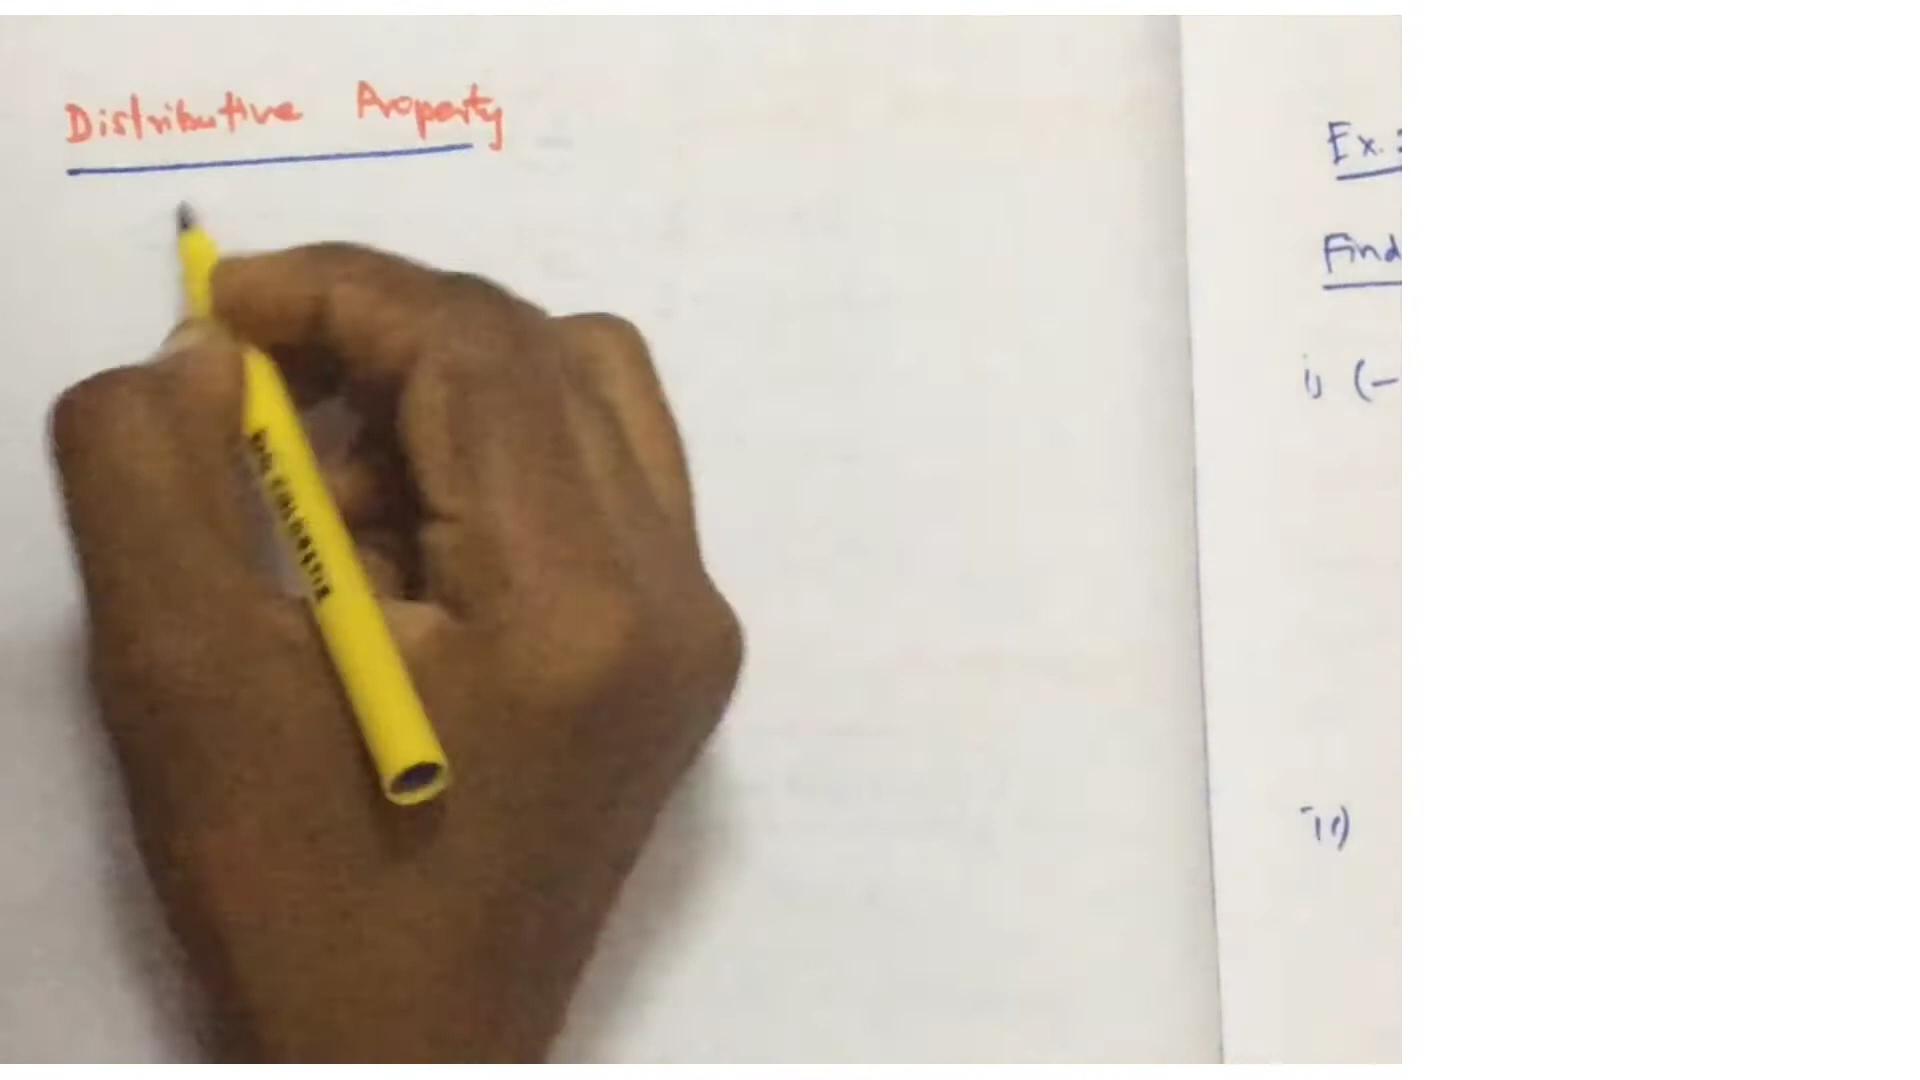 Distributive Property
Ex. :
Find
i) (-
ii)